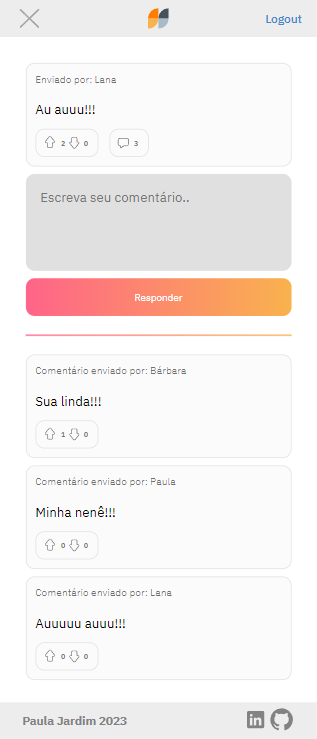 Logout
Enviado por: Lana
Au auuu!!!
2 0 3
Escreva seu comentário..
Responder
Comentário enviado por: Bárbara
Sua linda!!!
1 0
Comentário enviado por: Paula
Minha nenê!!!
0 0
Comentário enviado por: Lana
Auuuuu auuu!!!
0 0
Paula Jardim 2023